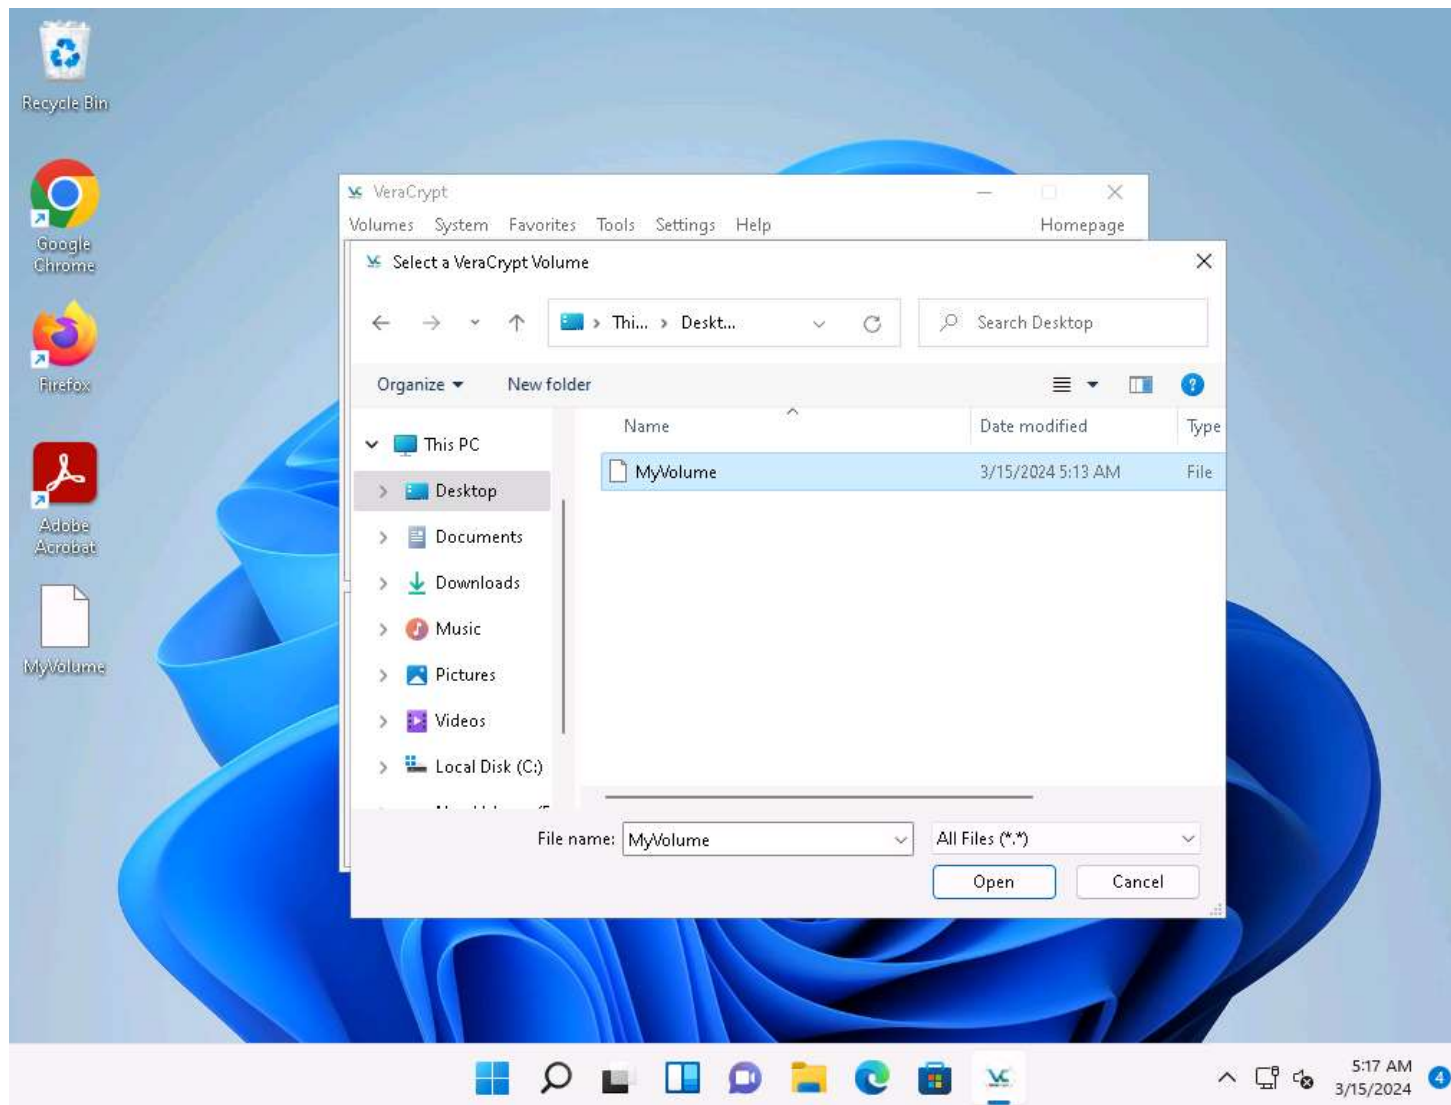 Recycle Bin
Google
Chrome
Firefox
Adobe
Acrobat
MyVolume
VeraCrypt
Volumes System Favorites Tools Settings Help Homepage
Select a VeraCrypt Volume
Thi... Deskt...
Search Desktop
Organize New folder
?
Name Date modified Type
This PC
Desktop
Documents
Downloads
Music
Pictures
Videos
Local Disk (C:)
MyVolume 3/15/2024 5:13 AM File
File name: MyVolume All Files (*.*)
Open Cancel
VC
5:17 AM
3/15/2024
4